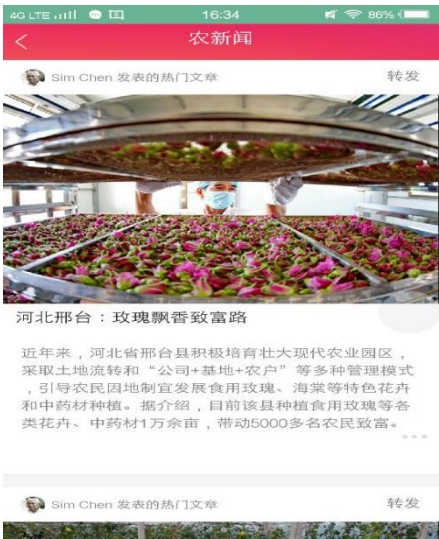 4G LTE 16:34 86%
农新闻
Sim Chen 发表的热门文章 转发
河北邢台：玫瑰飘香致富路
近年来，河北省邢台县积极培育壮大现代农业园区，
采取土地流转和“公司+基地+农户”等多种管理模式
，引导农民因地制宜发展食用玫瑰、海棠等特色花卉
和中药材种植。据介绍，目前该县种植食用玫瑰等各
类花卉、中药材1万余亩，带动5000多名农民致富。
Sim Chen 发表的热门文章 转发